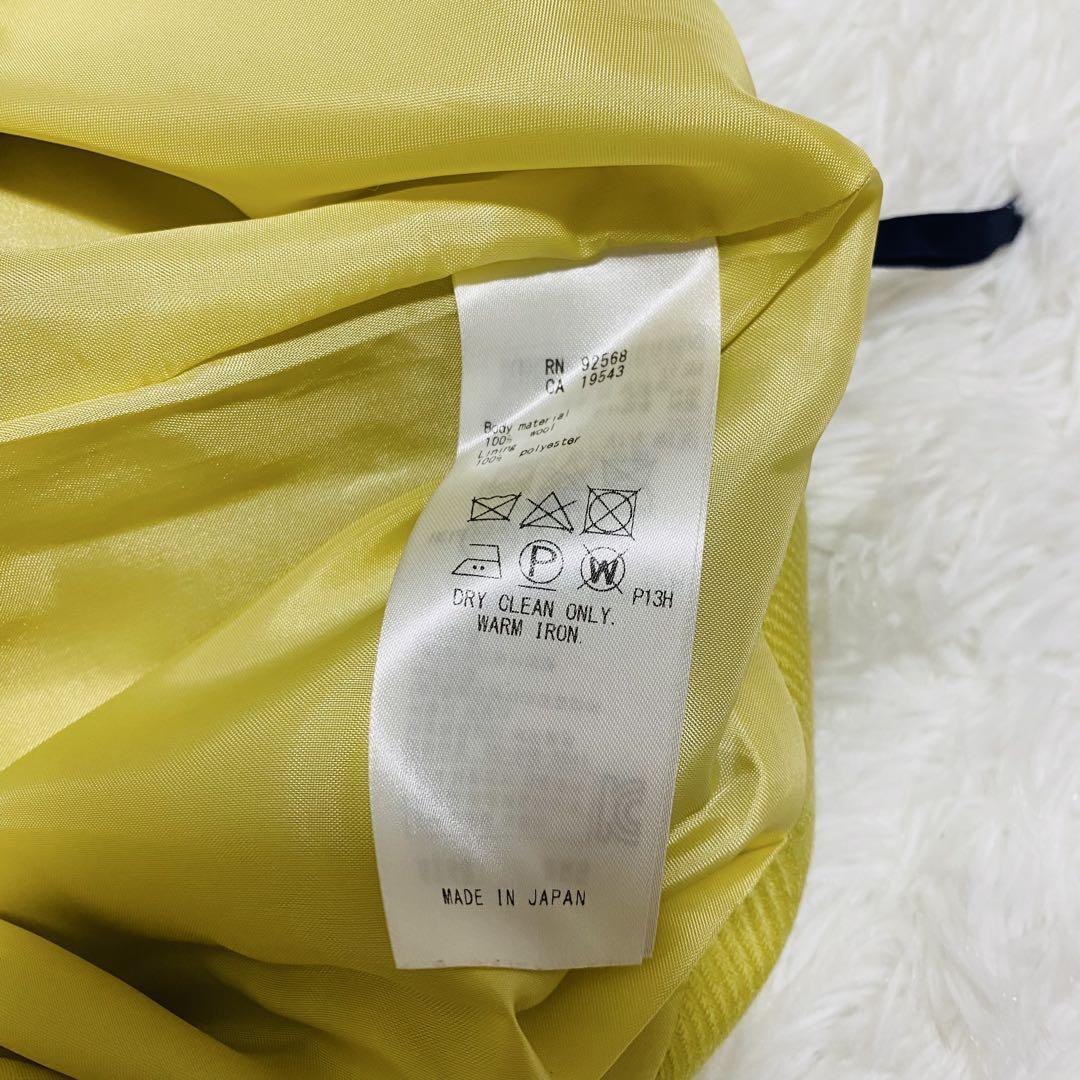 RN 92568
CA 19543
Body material
100% wool
Lining
100% polyester
P
W
P13H
DRY CLEAN ONLY.
WARM IRON.
MADE IN JAPAN